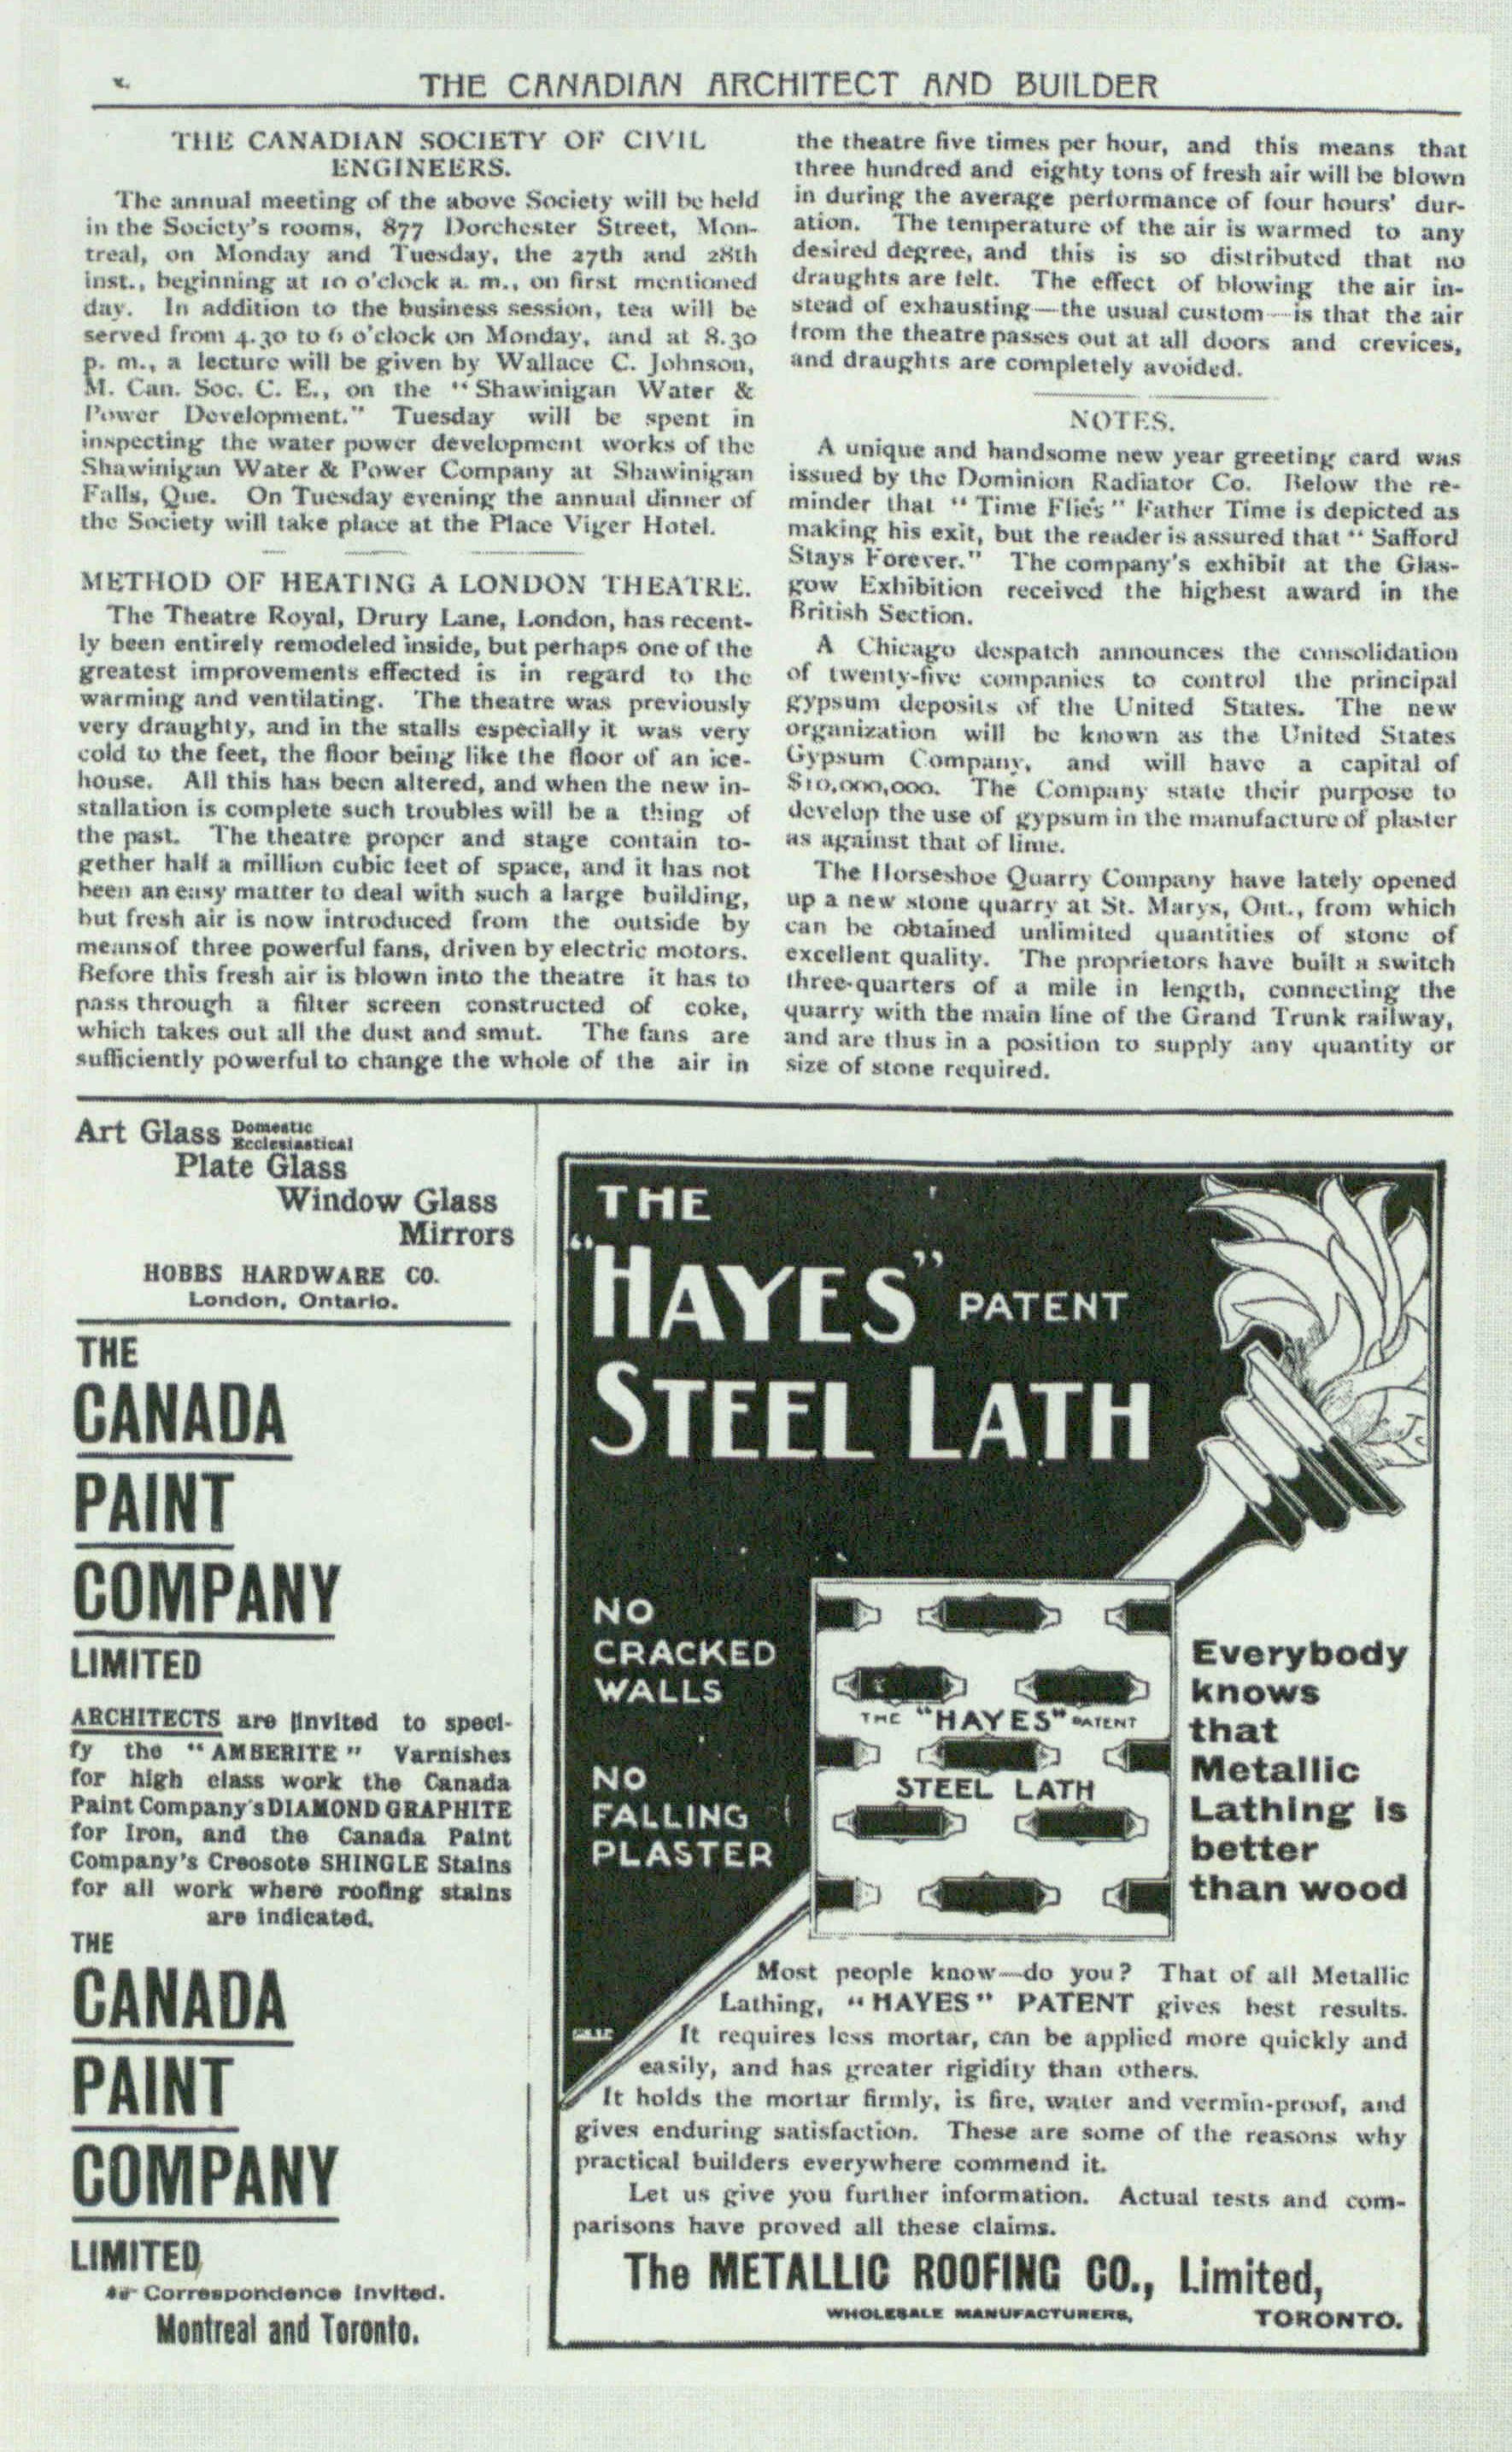 THE CANADIAN ARCHITECT AND BUILDER
THE CANADIAN SOCIETY OF CIVIL
ENGINEERS.
The annual meeting of the above Society will be held
in the Society's rooms, 877 Dorchester Street, Mon-
treal, on Monday and Tuesday, the 27th and 28th
inst., beginning at 10 o'clock a. m., on first mentioned
day. In addition to the business session, tea will be
served from 4.30 to 6 o'clock on Monday, and at 8.30
p. m., a lecture will be given by Wallace C. Johnson,
M. Can. Soc. C. E., on the "Shawinigan Water &
Power Development." Tuesday will be spent in
inspecting the water power development works of the
Shawinigan Water & Power Company at Shawinigan
Falls, Que. On Tuesday evening the annual dinner of
the Society will take place at the Place Viger Hotel.
METHOD OF HEATING A LONDON THEATRE.
The Theatre Royal, Drury Lane, London, has recent-
ly been entirely remodeled inside, but perhaps one of the
greatest improvements effected is in regard to the
warming and ventilating. The theatre was previously
very draughty, and in the stalls especially it was very
cold to the feet, the floor being like the floor of an ice-
house. All this has been altered, and when the new in-
stallation is complete such troubles will be a thing of
the past. The theatre proper and stage contain to-
gether half a million cubic feet of space, and it has not
been an easy matter to deal with such a large building,
but fresh air is now introduced from the outside by
meansof three powerful fans, driven by electric motors.
Before this fresh air is blown into the theatre it has to
pass through a filter screen constructed of coke,
which takes out all the dust and smut. The fans are
sufficiently powerful to change the whole of the air in
the theatre five times per hour, and this means that
three hundred and eighty tons of fresh air will be blown
in during the average performance of four hours' dur-
ation. The temperature of the air is warmed to any
desired degree, and this is so distributed that no
draughts are felt. The effect of blowing the air in-
stead of exhausting—the usual custom—is that the air
from the theatre passes out at all doors and crevices,
and draughts are completely avoided.
NOTES.
A unique and handsome new year greeting card was
issued by the Dominion Radiator Co. Below the re-
minder that "Time Flies" Father Time is depicted as
making his exit, but the reader is assured that "Safford
Stays Forever." The company's exhibit at the Glas-
gow Exhibition received the highest award in the
British Section.
A Chicago despatch announces the consolidation
of twenty-five companies to control the principal
gypsum deposits of the United States. The new
organization will be known as the United States
Gypsum Company, and will have a capital of
$10,000,000. The Company state their purpose to
develop the use of gypsum in the manufacture of plaster
as against that of lime.
The Horseshoe Quarry Company have lately opened
up a new stone quarry at St. Marys, Ont., from which
can be obtained unlimited quantities of stone of
excellent quality. The proprietors have built a switch
three-quarters of a mile in length, connecting the
quarry with the main line of the Grand Trunk railway,
and are thus in a position to supply any quantity or
size of stone required.
Art Glass Domestic
Ecclesiastical
Plate Glass
Window Glass
Mirrors
HOBBS HARDWARE CO.
London, Ontario.
THE
CANADA
PAINT
COMPANY
LIMITED
ARCHITECTS are invited to speci-
fy the "AMBERITE" Varnishes
for high class work the Canada
Paint Company's DIAMOND GRAPHITE
for Iron, and the Canada Paint
Company's Creosote SHINGLE Stains
for all work where roofing stains
are indicated.
THE
CANADA
PAINT
COMPANY
LIMITED
Correspondence Invited.
Montreal and Toronto.
THE
"HAYES" PATENT
STEEL LATH
NO
CRACKED
WALLS
NO
FALLING
PLASTER
THE "HAYES" PATENT
STEEL LATH
Everybody
knows
that
Metallic
Lathing is
better
than wood
Most people know—do you? That of all Metallic
Lathing, "HAYES" PATENT gives best results.
It requires less mortar, can be applied more quickly and
easily, and has greater rigidity than others.
It holds the mortar firmly, is fire, water and vermin-proof, and
gives enduring satisfaction. These are some of the reasons why
practical builders everywhere commend it.
Let us give you further information. Actual tests and com-
parisons have proved all these claims.
The METALLIC ROOFING CO., Limited,
WHOLESALE MANUFACTURERS, TORONTO.